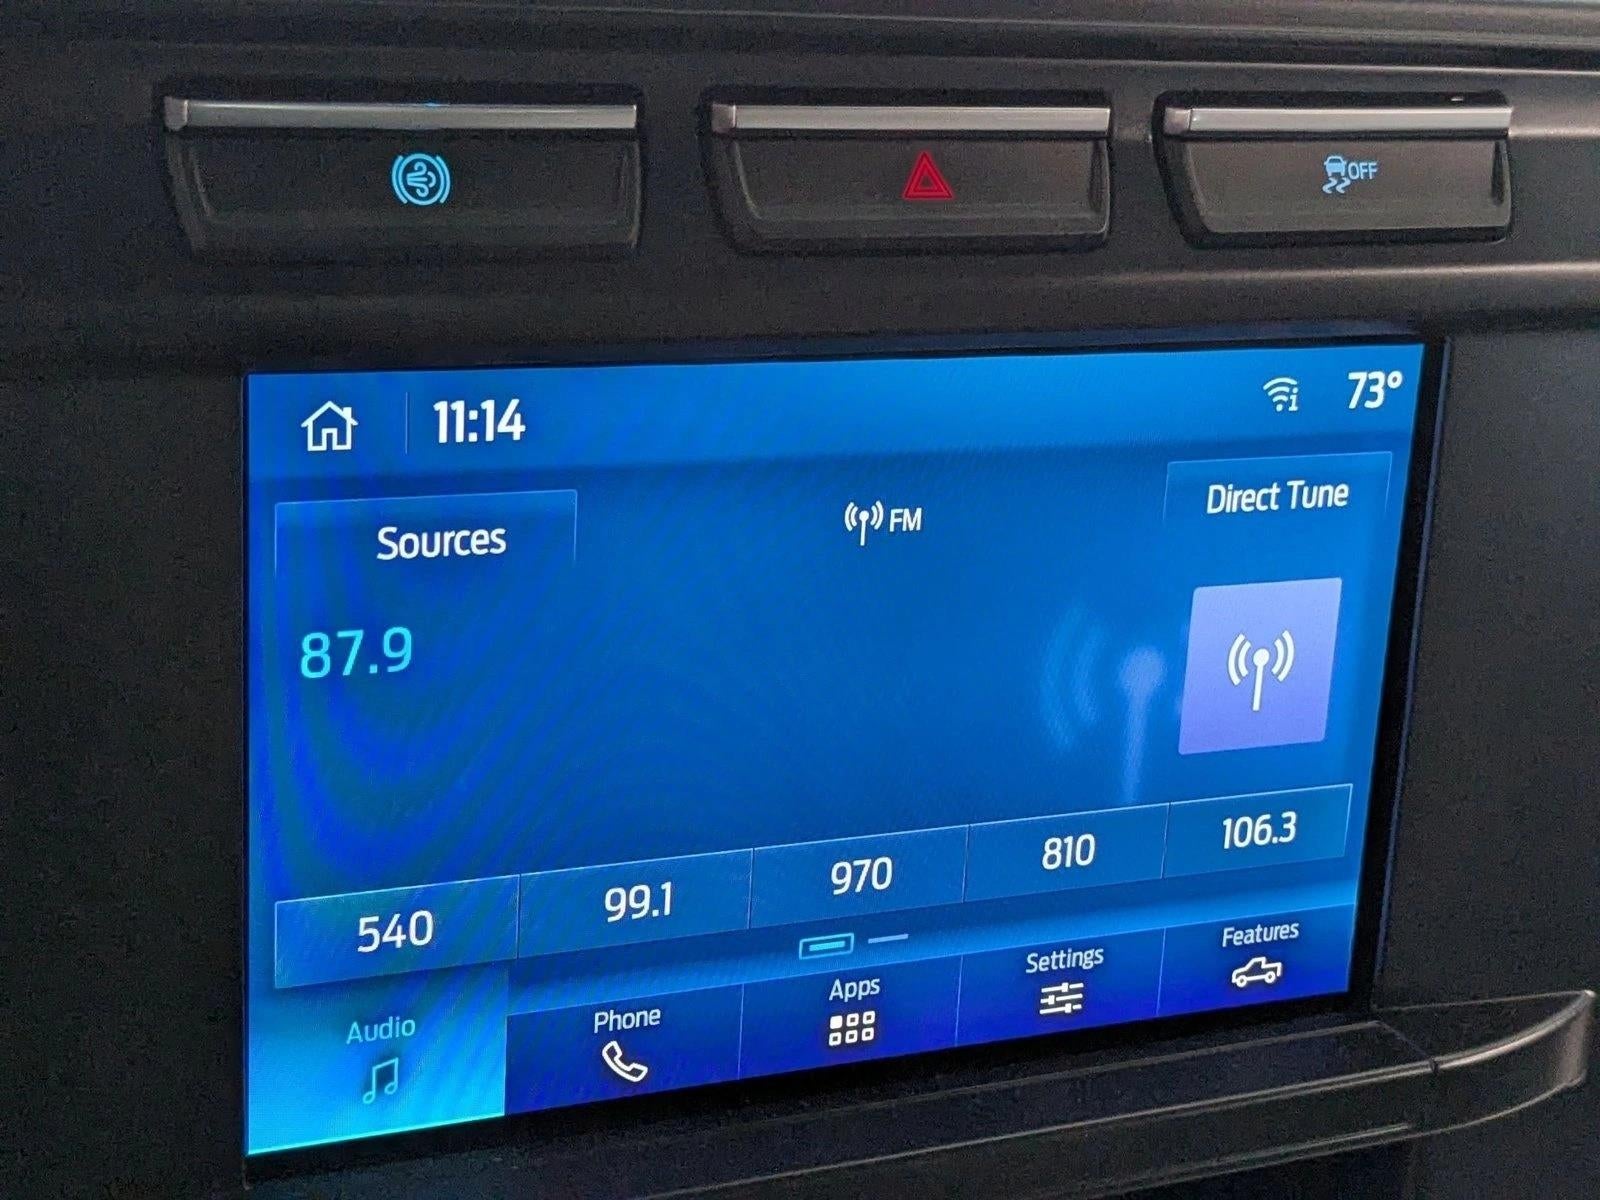 OFF
11:14
73°
Sources
FM
Direct Tune
87.9
540
99.1
970
810
106.3
Audio
Phone
Apps
Settings
Features